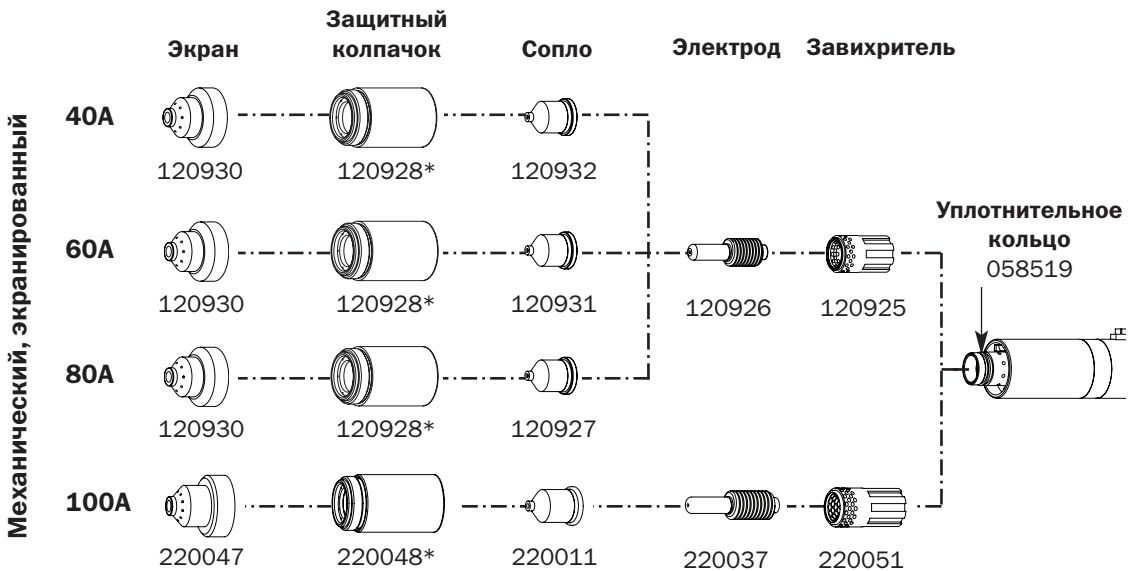 Механический, экранированный
Экран
Защитный
колпачок
Сопло
Электрод
Завихритель
40A
120930
120928*
120932
60A
120930
120928*
120931
120926
120925
Уплотнительное
кольцо
058519
80A
120930
120928*
120927
100A
220047
220048*
220011
220037
220051